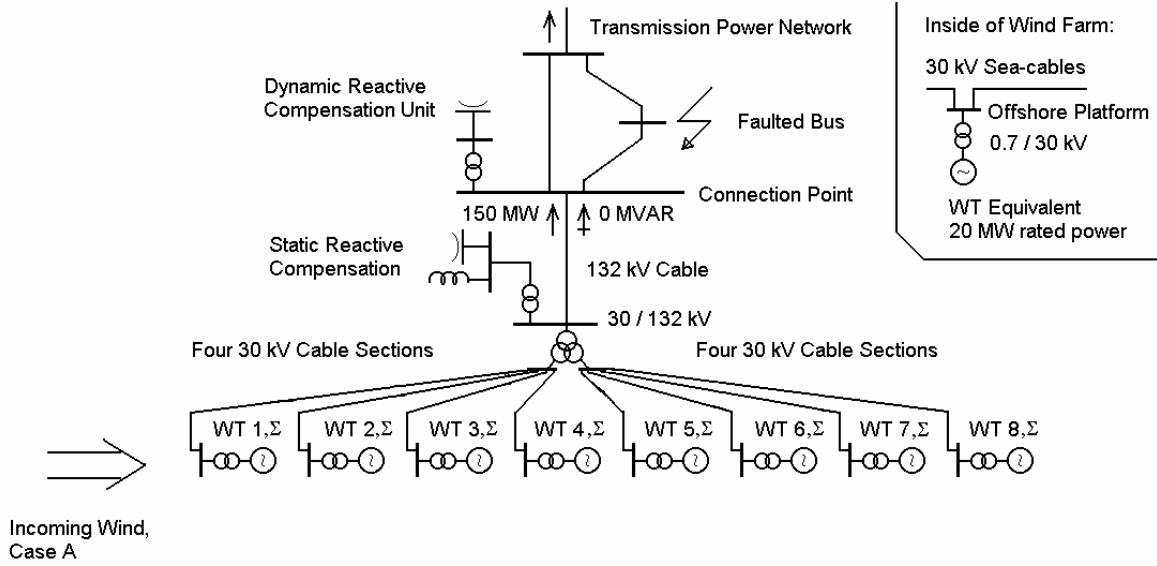 Transmission Power Network
Inside of Wind Farm:
30 kV Sea-cables
Offshore Platform
0.7 / 30 kV
WT Equivalent
20 MW rated power
Dynamic Reactive
Compensation Unit
Faulted Bus
Connection Point
150 MW
0 MVAR
Static Reactive
Compensation
132 kV Cable
30 / 132 kV
Four 30 kV Cable Sections
Four 30 kV Cable Sections
WT 1,Σ
WT 2,Σ
WT 3,Σ
WT 4,Σ
WT 5,Σ
WT 6,Σ
WT 7,Σ
WT 8,Σ
Incoming Wind,
Case A